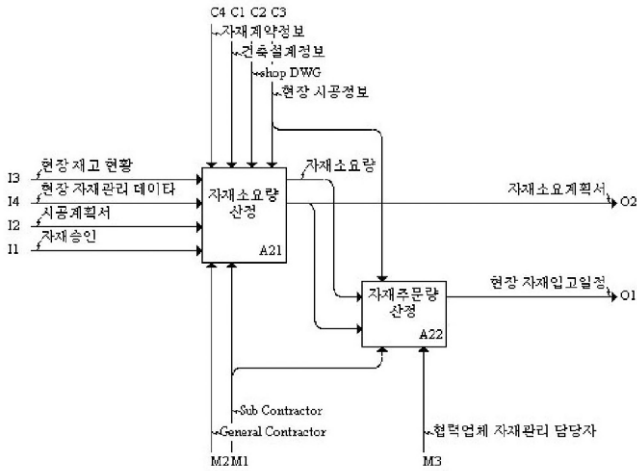 C4 C1 C2 C3
자재계약정보
건축설계정보
shop DWG
현장 시공정보
I3 현장 재고 현황
I4 현장 자재관리 데이타
I2 시공계획서
I1 자재승인
자재소요량
산정
A21
자재소요량
자재소요계획서 O2
자재주문량
산정
A22
현장 자재입고일정 O1
Sub Contractor
General Contractor
협력업체 자재관리 담당자
M2 M1 M3